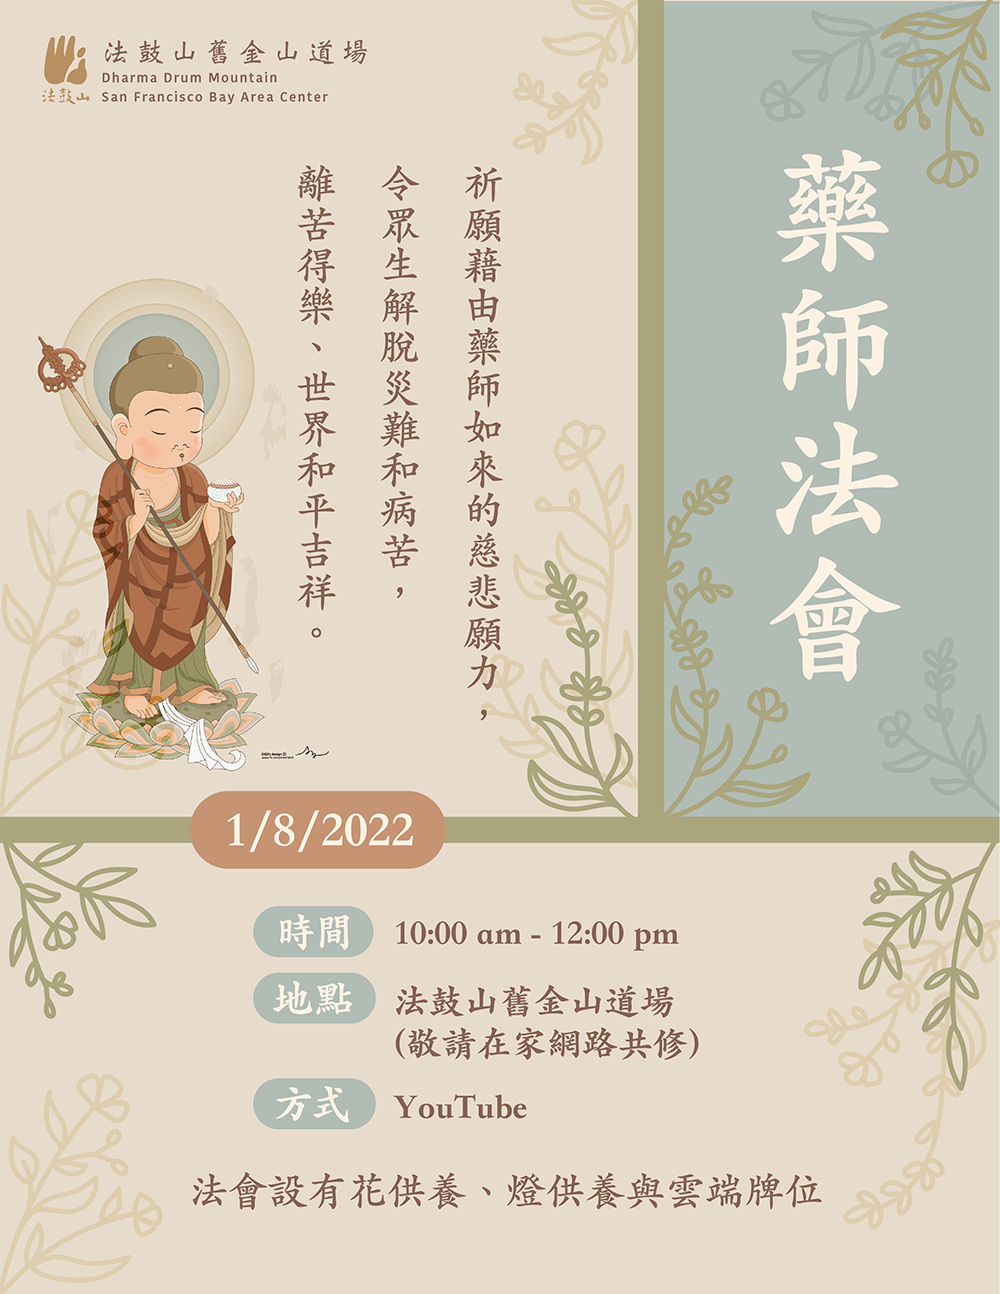 法鼓山舊金山道場
Dharma Drum Mountain
San Francisco Bay Area Center
法鼓山
藥師法會
祈願藉由藥師如來的慈悲願力，
令眾生解脫災難和病苦，
離苦得樂、世界和平吉祥。
1/8/2022
時間 10:00 am - 12:00 pm
地點 法鼓山舊金山道場
(敬請在家網路共修)
方式 YouTube
法會設有花供養、燈供養與雲端牌位